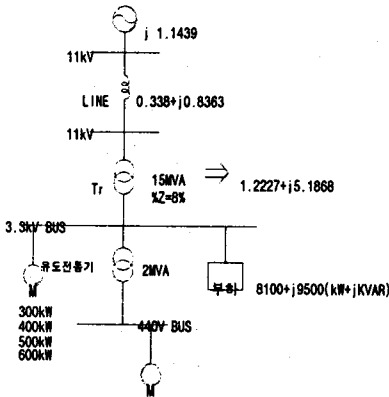 j 1.1439
11kV
LINE 0.338+j0.8363
11kV
Tr
15MVA
%Z=8%
⇒ 1.2227+j5.1868
3.3kV BUS
유도전동기
2MVA
M
부하
8100+j9500(kW+jKVAR)
300kW
400kW
500kW
600kW
440V BUS
M